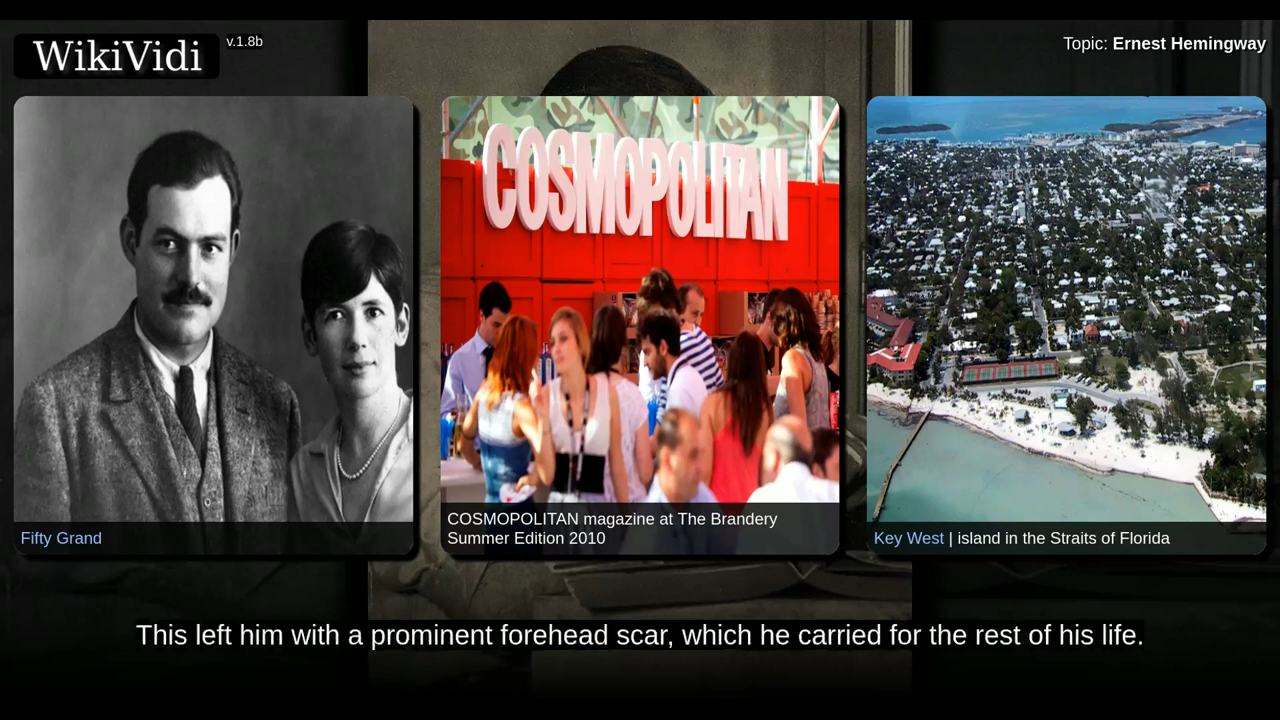 WikiVidi v.1.8b
Topic: Ernest Hemingway
COSMOPOLITAN
Fifty Grand
COSMOPOLITAN magazine at The Brandery
Summer Edition 2010
Key West | island in the Straits of Florida
This left him with a prominent forehead scar, which he carried for the rest of his life.